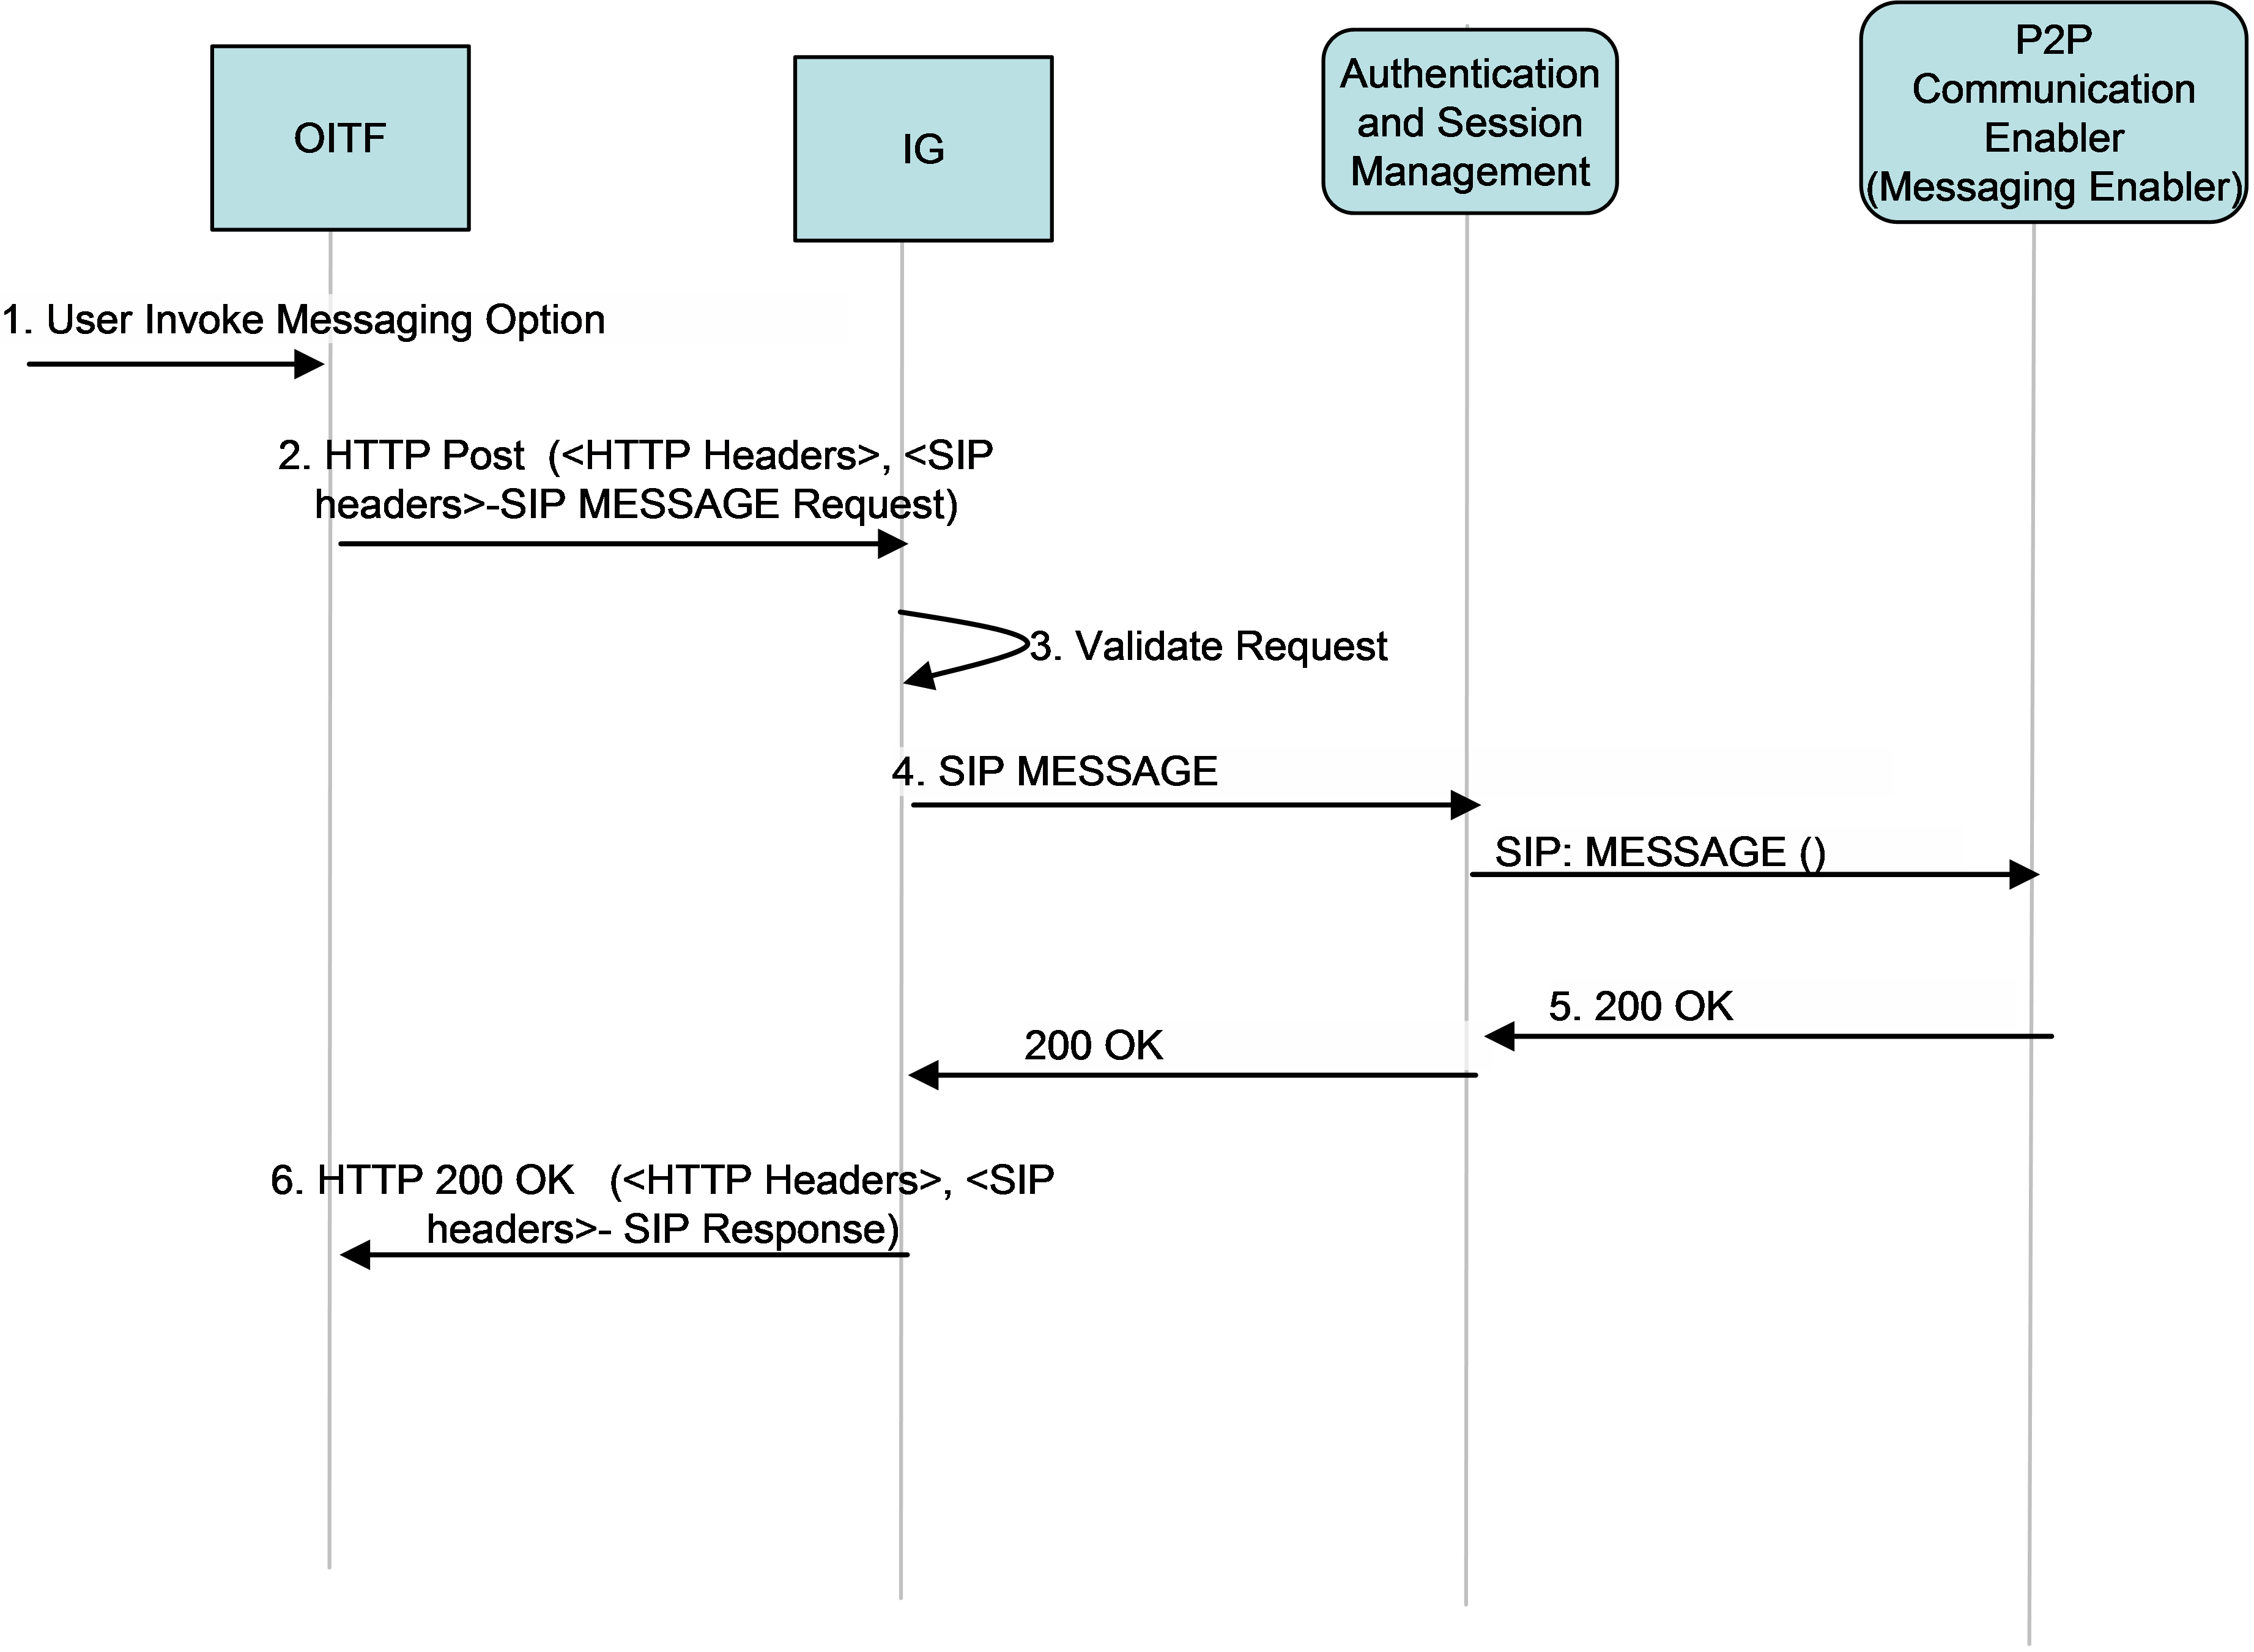 OITF
IG
Authentication
and Session
Management
P2P
Communication
Enabler
(Messaging Enabler)
1. User Invoke Messaging Option
2. HTTP Post  (<HTTP Headers>, <SIP
headers>-SIP MESSAGE Request)
3. Validate Request
4. SIP MESSAGE
SIP: MESSAGE ()
5. 200 OK
200 OK
6. HTTP 200 OK   (<HTTP Headers>, <SIP
headers>- SIP Response)